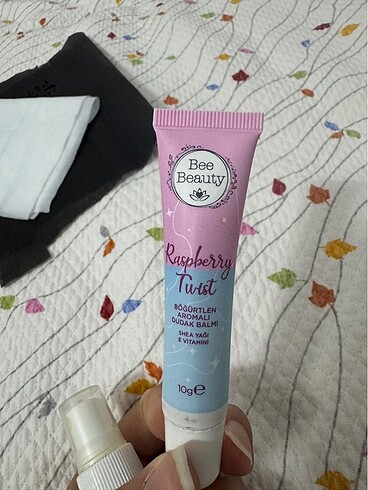 Bee
Beauty
Raspberry
Twist
BÖĞÜRTLEN
AROMALI
DUDAK BALMI
SHEA YAĞI
E VİTAMİNİ
10g℮